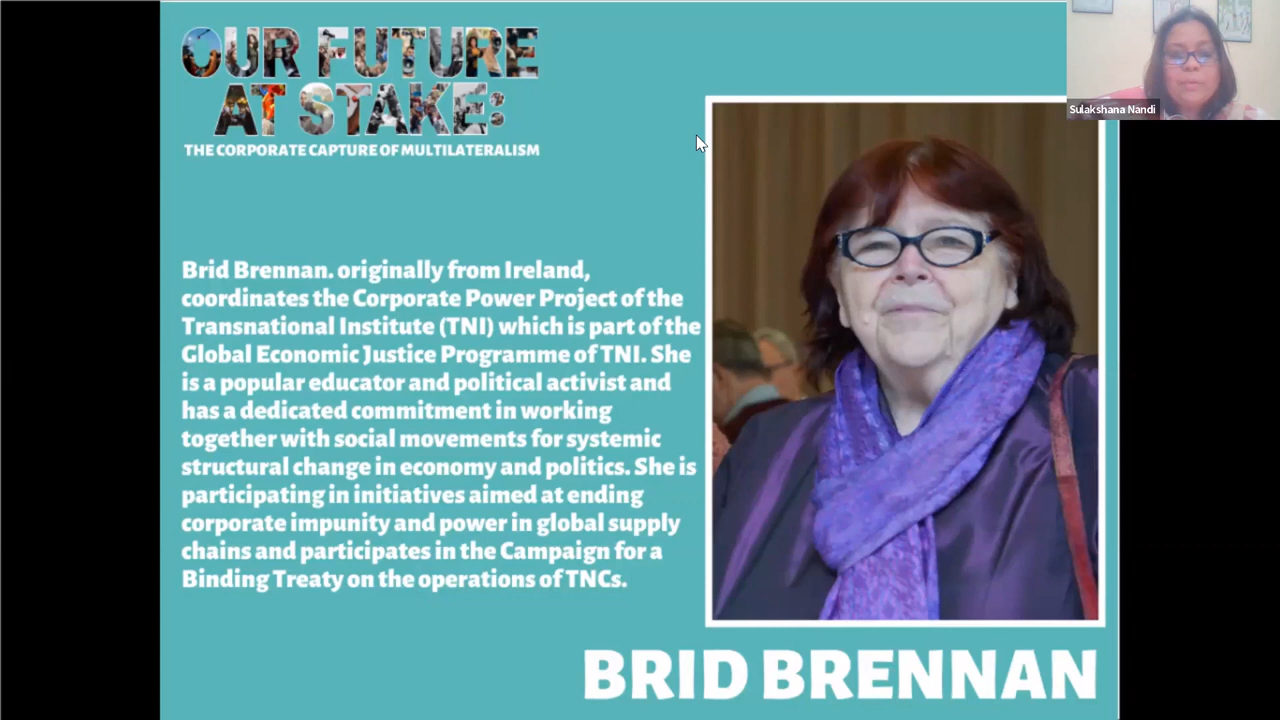 OUR FUTURE
AT STAKE:
THE CORPORATE CAPTURE OF MULTILATERALISM
Sulakshana Nandi
Brid Brennan. originally from Ireland,
coordinates the Corporate Power Project of the
Transnational Institute (TNI) which is part of the
Global Economic Justice Programme of TNI. She
is a popular educator and political activist and
has a dedicated commitment in working
together with social movements for systemic
structural change in economy and politics. She is
participating in initiatives aimed at ending
corporate impunity and power in global supply
chains and participates in the Campaign for a
Binding Treaty on the operations of TNCs.
BRID BRENNAN